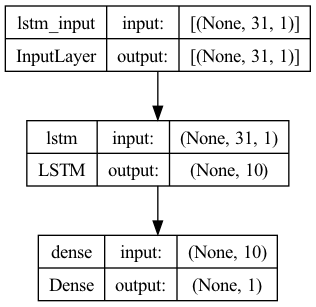 lstm_input input: [(None, 31, 1)]
InputLayer output: [(None, 31, 1)]
lstm input: (None, 31, 1)
LSTM output: (None, 10)
dense input: (None, 10)
Dense output: (None, 1)